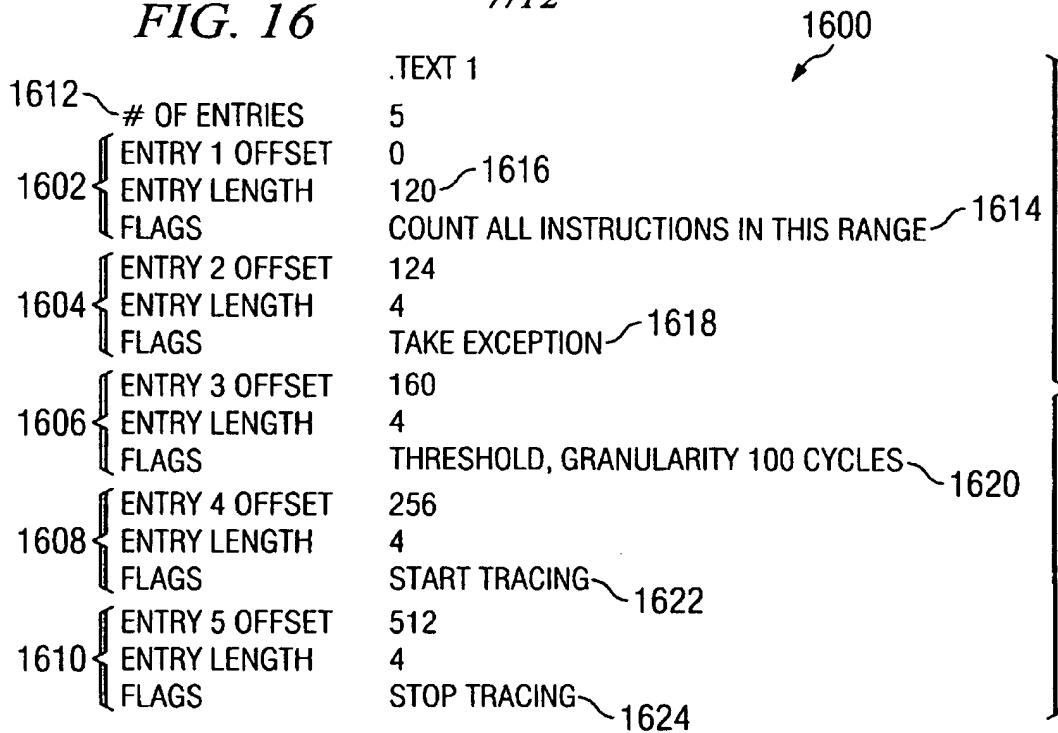 FIG. 16
7/12
1600
.TEXT 1
1612 # OF ENTRIES 5
ENTRY 1 OFFSET 0
1602 ENTRY LENGTH 120 1616
FLAGS COUNT ALL INSTRUCTIONS IN THIS RANGE 1614
ENTRY 2 OFFSET 124
1604 ENTRY LENGTH 4
FLAGS TAKE EXCEPTION 1618
ENTRY 3 OFFSET 160
1606 ENTRY LENGTH 4
FLAGS THRESHOLD, GRANULARITY 100 CYCLES 1620
ENTRY 4 OFFSET 256
1608 ENTRY LENGTH 4
FLAGS START TRACING 1622
ENTRY 5 OFFSET 512
1610 ENTRY LENGTH 4
FLAGS STOP TRACING 1624